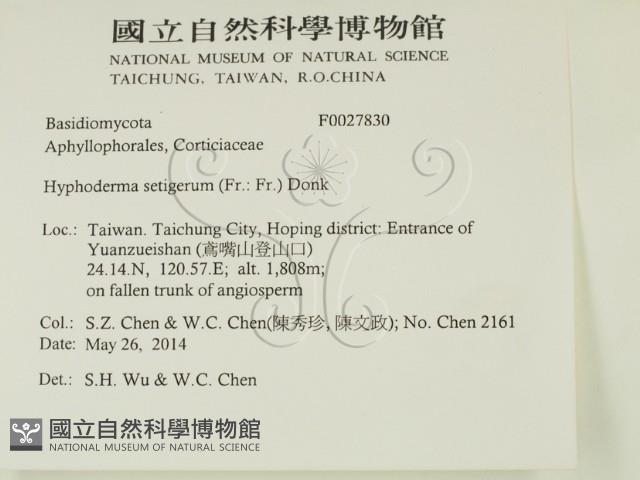 國立自然科學博物館
NATIONAL MUSEUM OF NATURAL SCIENCE
TAICHUNG, TAIWAN, R.O.CHINA
Basidiomycota F0027830
Aphyllophorales, Corticiaceae
Hyphoderma setigerum (Fr.: Fr.) Donk
Loc.: Taiwan. Taichung City, Hoping district: Entrance of
Yuanzueishan (鳶嘴山登山口)
24.14.N, 120.57.E; alt. 1,808m;
on fallen trunk of angiosperm
Col.: S.Z. Chen & W.C. Chen(陳秀珍, 陳文政); No. Chen 2161
Date: May 26, 2014
Det.: S.H. Wu & W.C. Chen
國立自然科學博物館
NATIONAL MUSEUM OF NATURAL SCIENCE